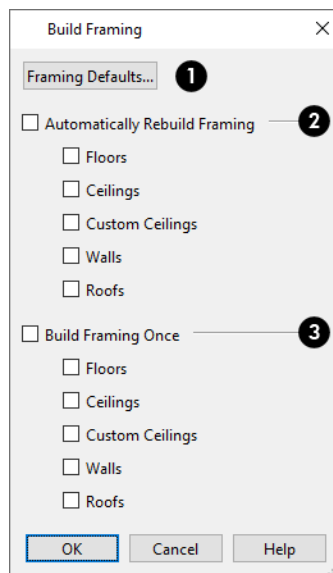 Build Framing
Framing Defaults... 1
Automatically Rebuild Framing 2
Floors
Ceilings
Custom Ceilings
Walls
Roofs
Build Framing Once 3
Floors
Ceilings
Custom Ceilings
Walls
Roofs
OK Cancel Help